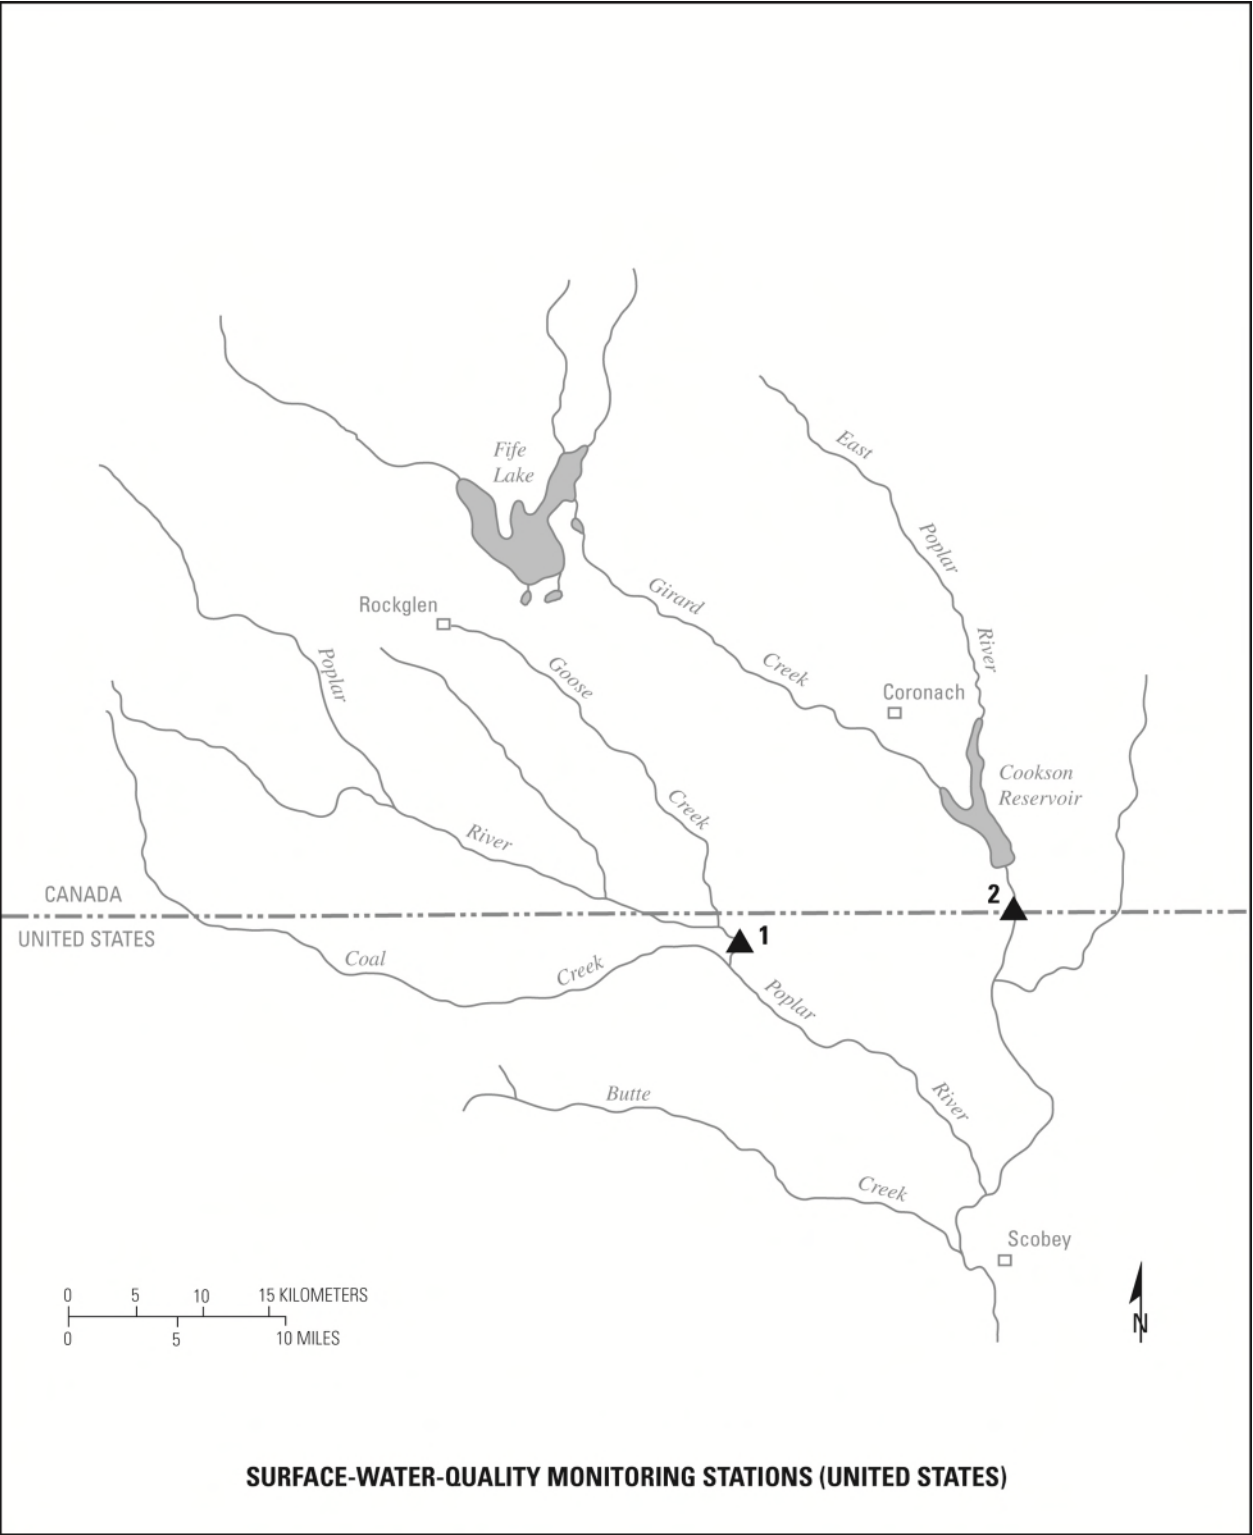 Fife
Lake
East
Poplar
River
Rockglen
Girard
Creek
Goose
Creek
Poplar
River
Coronach
Cookson
Reservoir
CANADA
UNITED STATES
2
1
Coal
Creek
Poplar
River
Butte
Creek
Scobey
0 5 10 15 KILOMETERS
0 5 10 MILES
N
SURFACE-WATER-QUALITY MONITORING STATIONS (UNITED STATES)